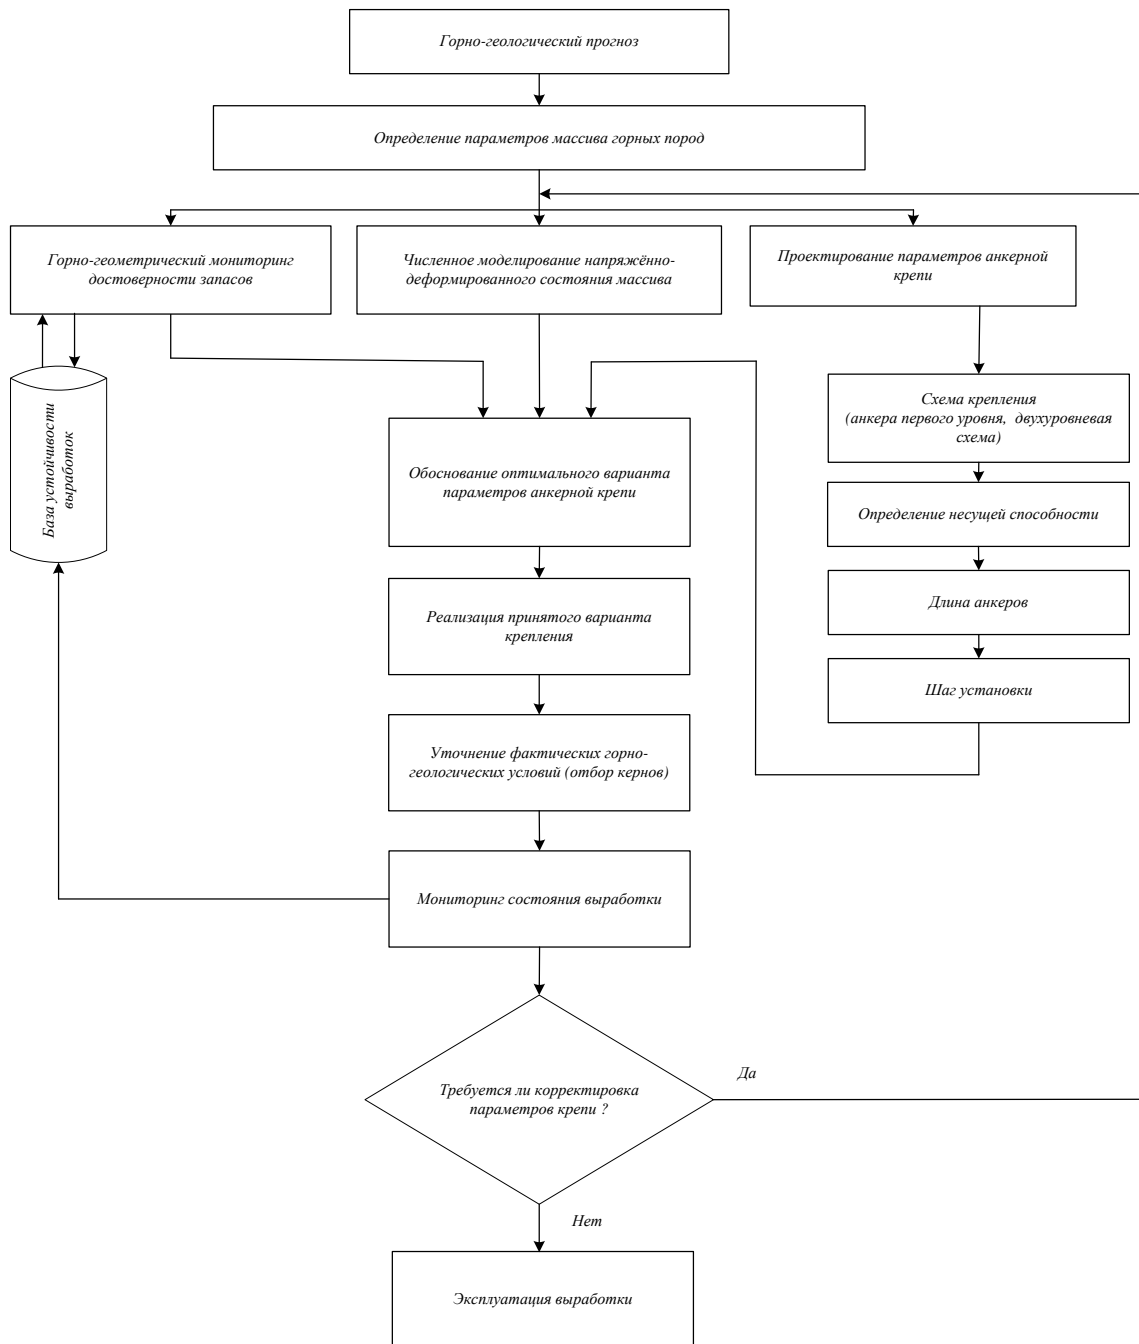 Горно-геологический прогноз
Определение параметров массива горных пород
Горно-геометрический мониторинг
достоверности запасов
Численное моделирование напряжённо-
деформированного состояния массива
Проектирование параметров анкерной
крепи
База устойчивости
выработок
Схема крепления
(анкера первого уровня, двухуровневая
схема)
Обоснование оптимального варианта
параметров анкерной крепи
Определение несущей способности
Длина анкеров
Реализация принятого варианта
крепления
Шаг установки
Уточнение фактических горно-
геологических условий (отбор кернов)
Мониторинг состояния выработки
Требуется ли корректировка
параметров крепи ?
Да
Нет
Эксплуатация выработки